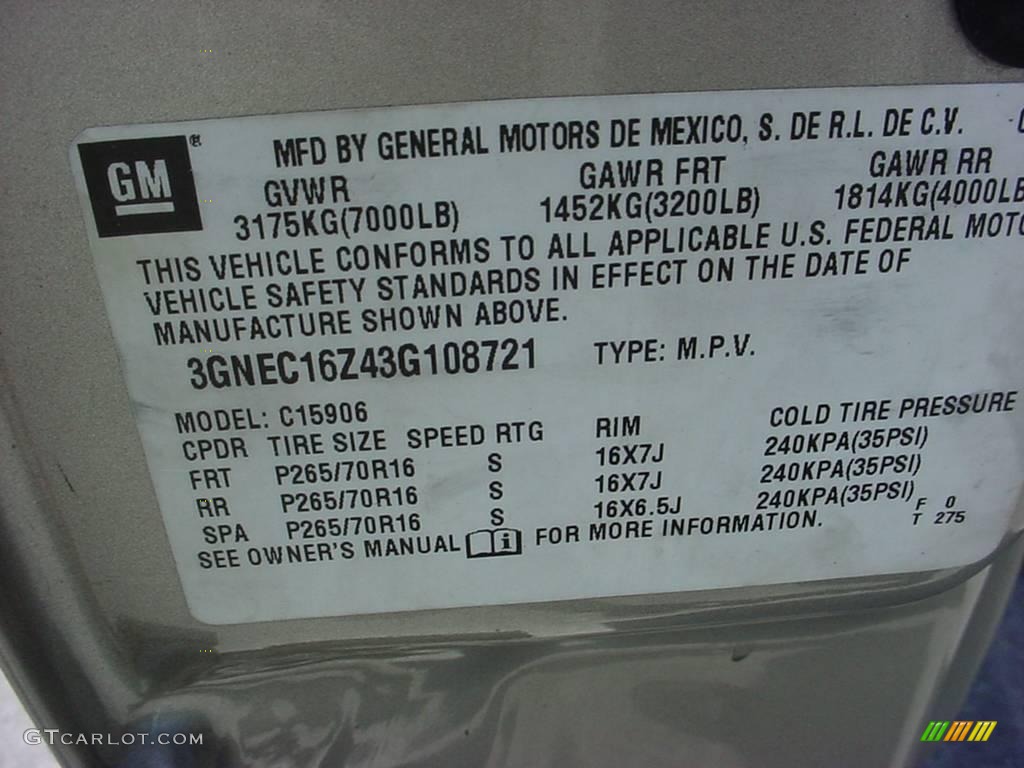 GM ®
MFD BY GENERAL MOTORS DE MEXICO, S. DE R.L. DE C.V.
GVWR GAWR FRT GAWR RR
3175KG(7000LB) 1452KG(3200LB) 1814KG(4000LB
THIS VEHICLE CONFORMS TO ALL APPLICABLE U.S. FEDERAL MOTO
VEHICLE SAFETY STANDARDS IN EFFECT ON THE DATE OF
MANUFACTURE SHOWN ABOVE.
3GNEC16Z43G108721 TYPE: M.P.V.
MODEL: C15906
CPDR TIRE SIZE SPEED RTG RIM COLD TIRE PRESSURE
FRT P265/70R16 S 16X7J 240KPA(35PSI)
RR P265/70R16 S 16X7J 240KPA(35PSI)
SPA P265/70R16 S 16X6.5J 240KPA(35PSI)
SEE OWNER'S MANUAL i FOR MORE INFORMATION.
F 0
T 275
GTCARLOT.COM